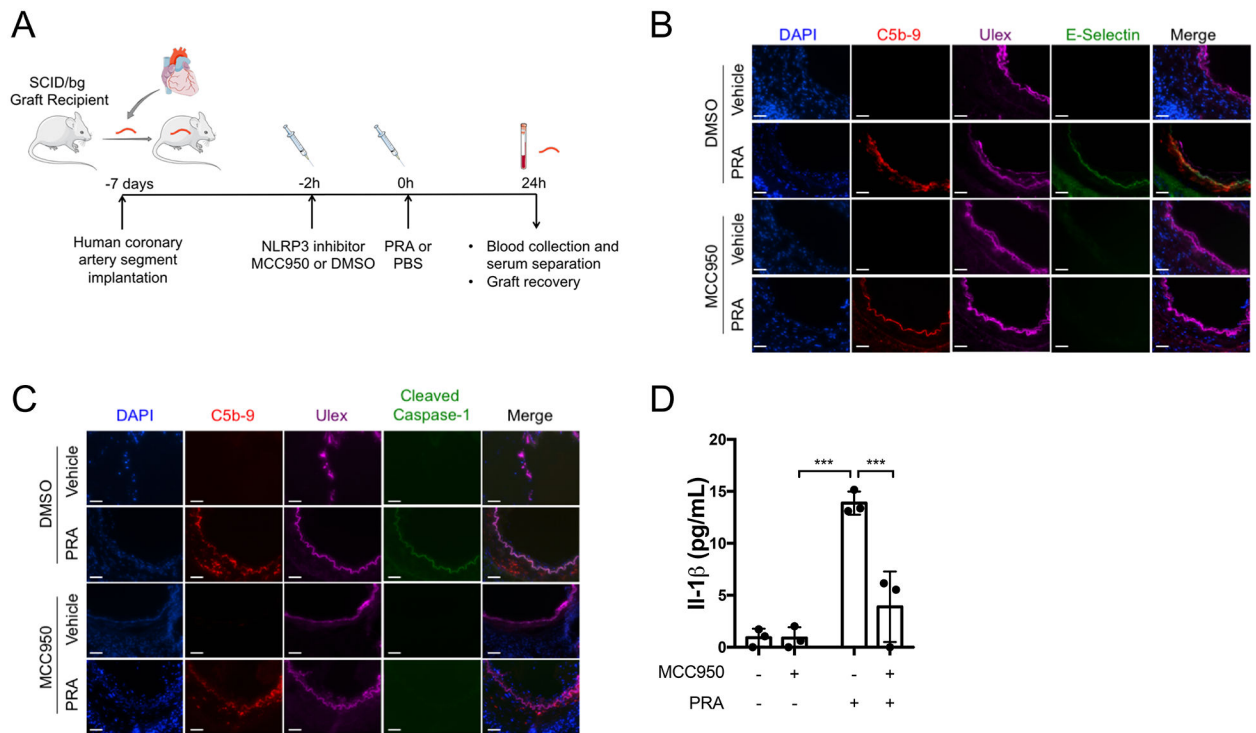 A
SCID/bg
Graft Recipient
-7 days
-2h
0h
24h
Human coronary
artery segment
implantation
NLRP3 inhibitor
MCC950 or DMSO
PRA or
PBS
• Blood collection and
serum separation
• Graft recovery
B
DAPI C5b-9 Ulex E-Selectin Merge
DMSO
Vehicle
PRA
MCC950
Vehicle
PRA
C
DAPI C5b-9 Ulex Cleaved
Caspase-1 Merge
DMSO
Vehicle
PRA
MCC950
Vehicle
PRA
D
Il-1β (pg/mL)
20
15
10
5
0
*** ***
MCC950 - + - +
PRA - - + +